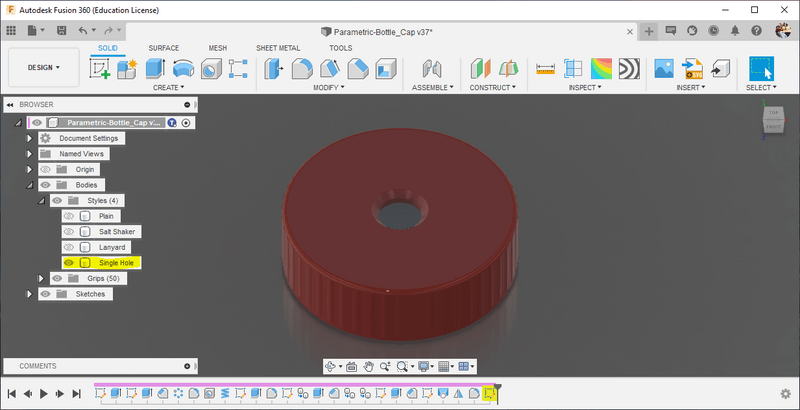 Autodesk Fusion 360 (Education License)
Parametric-Bottle_Cap v37*
SOLID SURFACE MESH SHEET METAL TOOLS
DESIGN
CREATE MODIFY ASSEMBLE CONSTRUCT INSPECT INSERT SELECT
BROWSER
Parametric-Bottle_Cap v...
Document Settings
Named Views
Origin
Bodies
Styles (4)
Plain
Salt Shaker
Lanyard
Single Hole
Grips (50)
Sketches
TOP
FRONT
COMMENTS